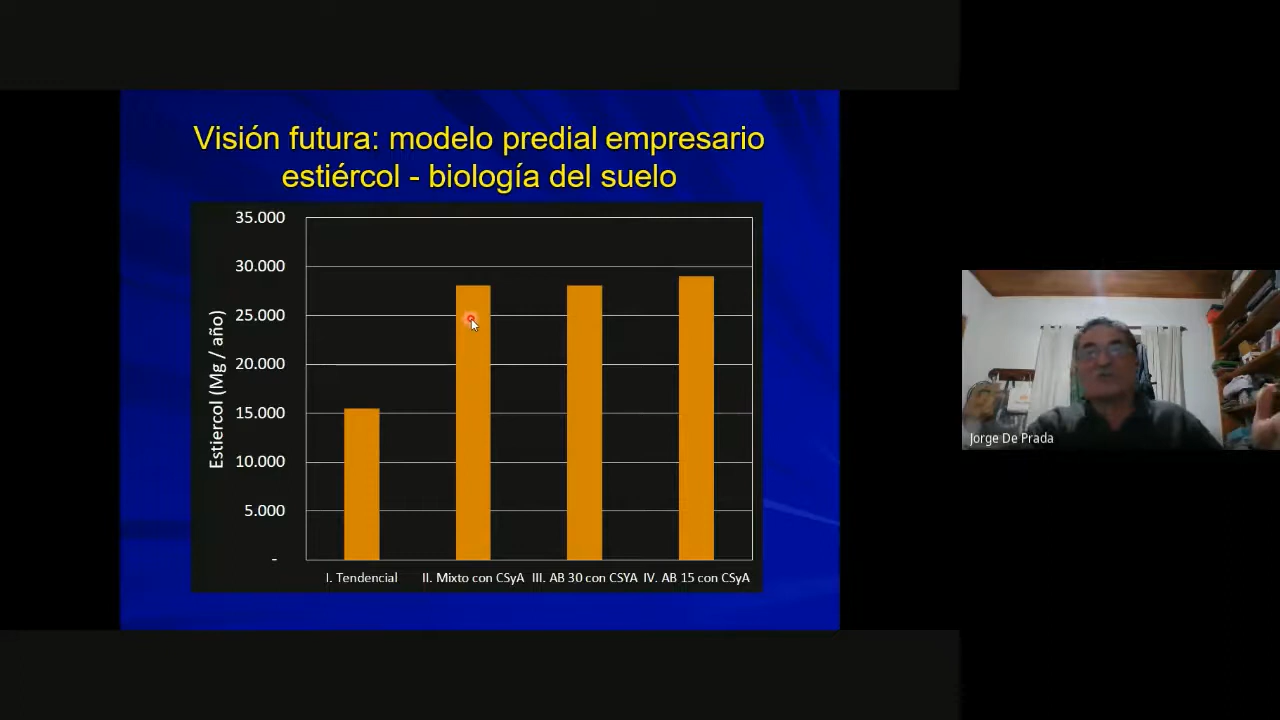 Visión futura: modelo predial empresario
estiércol - biología del suelo
35.000
30.000
25.000
20.000
15.000
10.000
5.000
-
Estiercol (Mg / año)
I. Tendencial
II. Mixto con CSyA
III. AB 30 con CSYA
IV. AB 15 con CSyA
Jorge De Prada